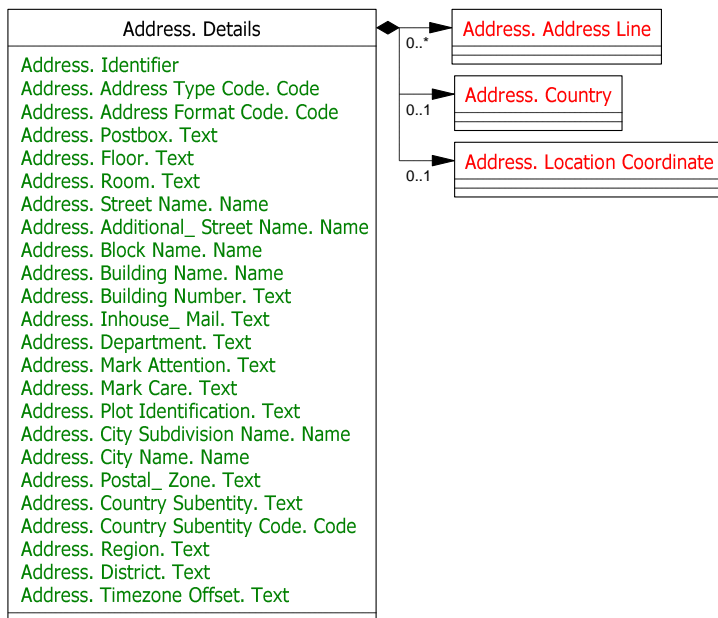 Address. Details
Address. Identifier
Address. Address Type Code. Code
Address. Address Format Code. Code
Address. Postbox. Text
Address. Floor. Text
Address. Room. Text
Address. Street Name. Name
Address. Additional_ Street Name. Name
Address. Block Name. Name
Address. Building Name. Name
Address. Building Number. Text
Address. Inhouse_ Mail. Text
Address. Department. Text
Address. Mark Attention. Text
Address. Mark Care. Text
Address. Plot Identification. Text
Address. City Subdivision Name. Name
Address. City Name. Name
Address. Postal_ Zone. Text
Address. Country Subentity. Text
Address. Country Subentity Code. Code
Address. Region. Text
Address. District. Text
Address. Timezone Offset. Text
0..*
Address. Address Line
0..1
Address. Country
0..1
Address. Location Coordinate